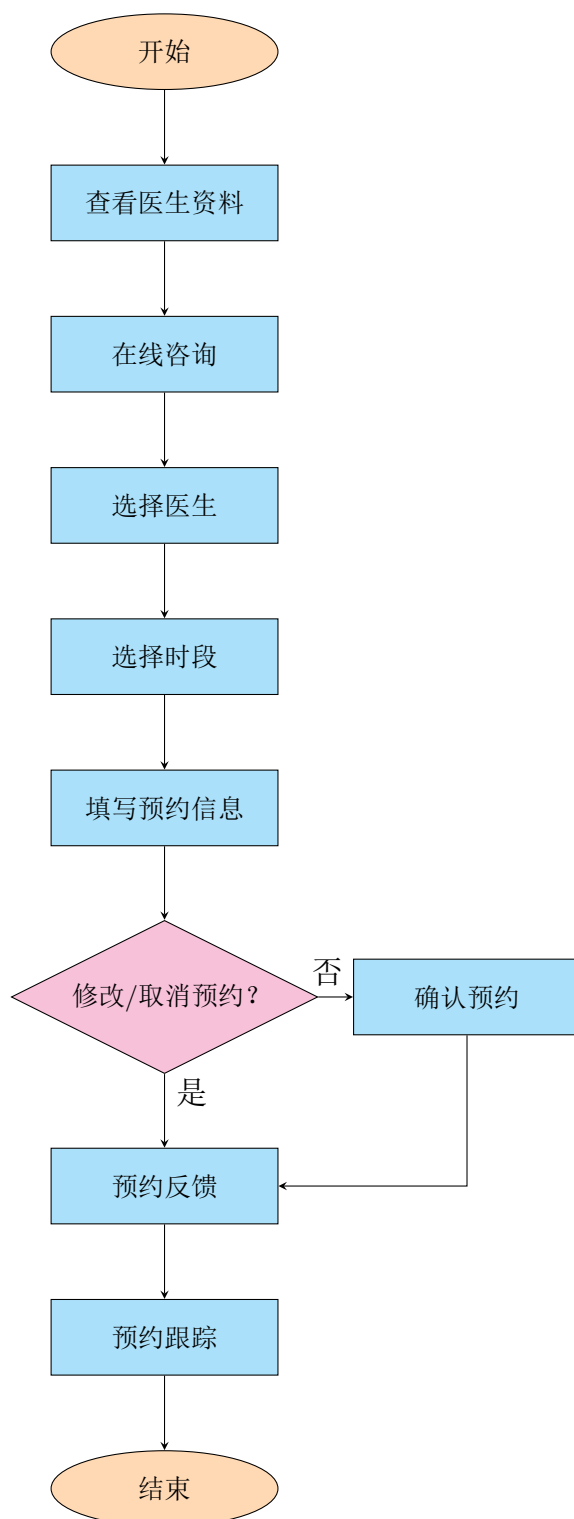 开始
查看医生资料
在线咨询
选择医生
选择时段
填写预约信息
修改/取消预约？
否
确认预约
是
预约反馈
预约跟踪
结束